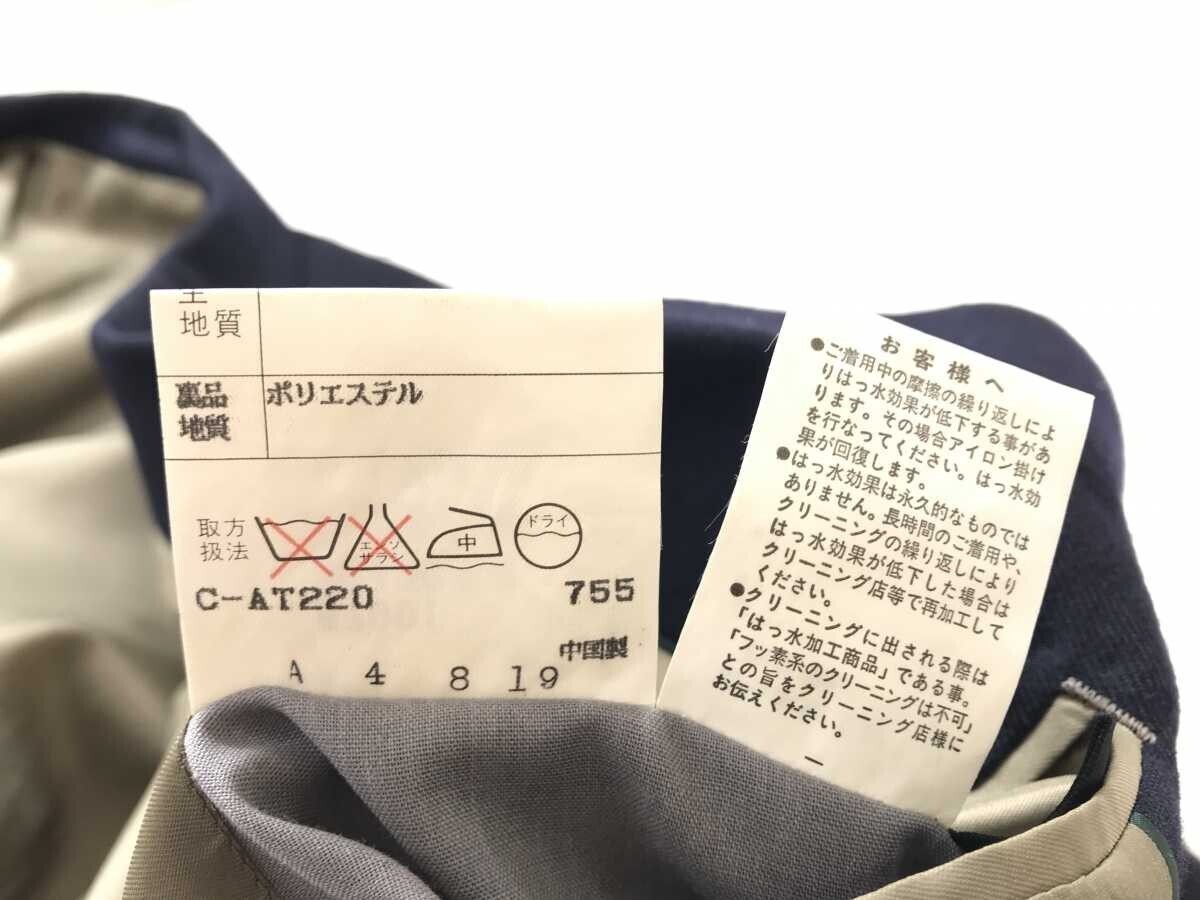 地質
裏品 ポリエステル
地質
取方
扱法
エンソ
サラシ
中
ドライ
C-AT220 755
中国製
A 4 8 19
お客様へ
●ご着用中の摩擦の繰り返しによ
りはっ水効果が低下する事があ
ります。その場合アイロン掛け
を行なってください。はっ水効
果が回復します。
●はっ水効果は永久的なものでは
ありません。長時間のご着用や、
クリーニングの繰り返しにより
はっ水効果が低下した場合は
クリーニング店等で再加工して
ください。
●クリーニングに出される際は
「はっ水加工商品」である事。
「フッ素系のクリーニングは不可」
との旨をクリーニング店様に
お伝えください。